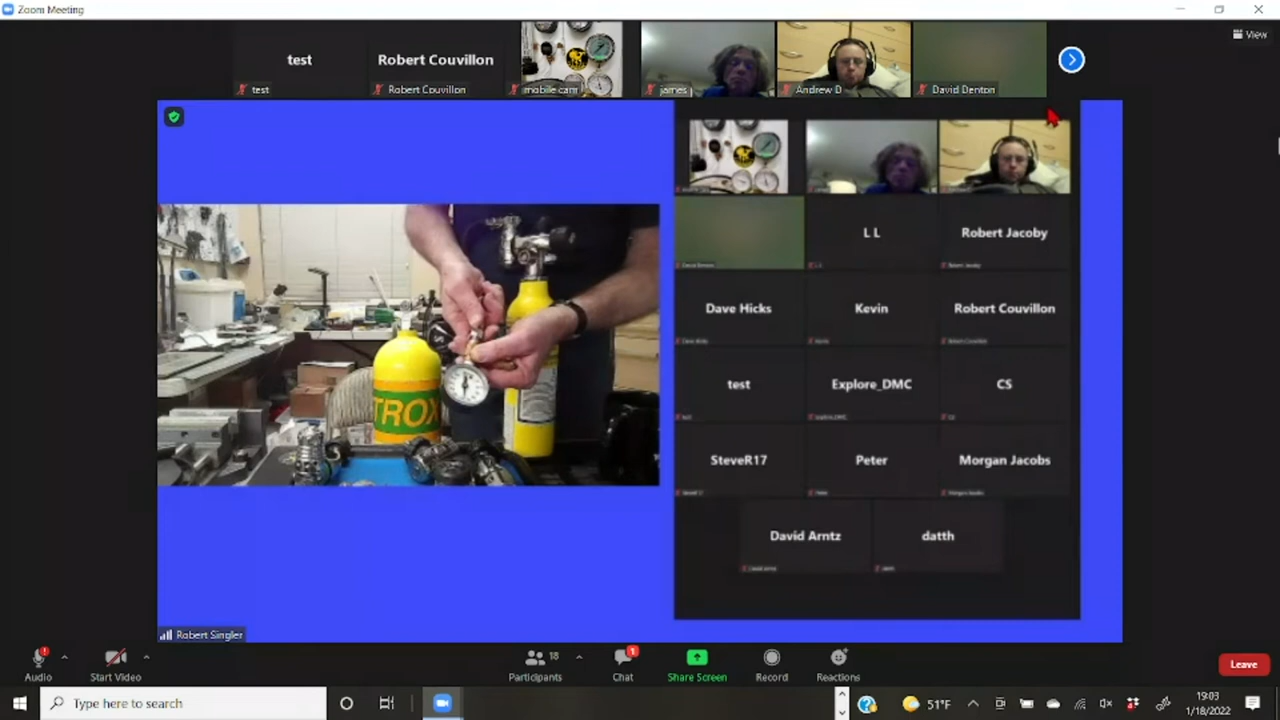 Zoom Meeting
View
test
Robert Couvillon
test
Robert Couvillon
mobile cam
james
Andrew D
David Denton
L L
Robert Jacoby
Dave Hicks
Kevin
Robert Couvillon
test
Explore_DMC
CS
SteveR17
Peter
Morgan Jacobs
David Arntz
datth
TROX
Robert Singler
Audio
Start Video
18
Participants
1
Chat
Share Screen
Record
Reactions
Leave
Type here to search
51°F
19:03
1/18/2022